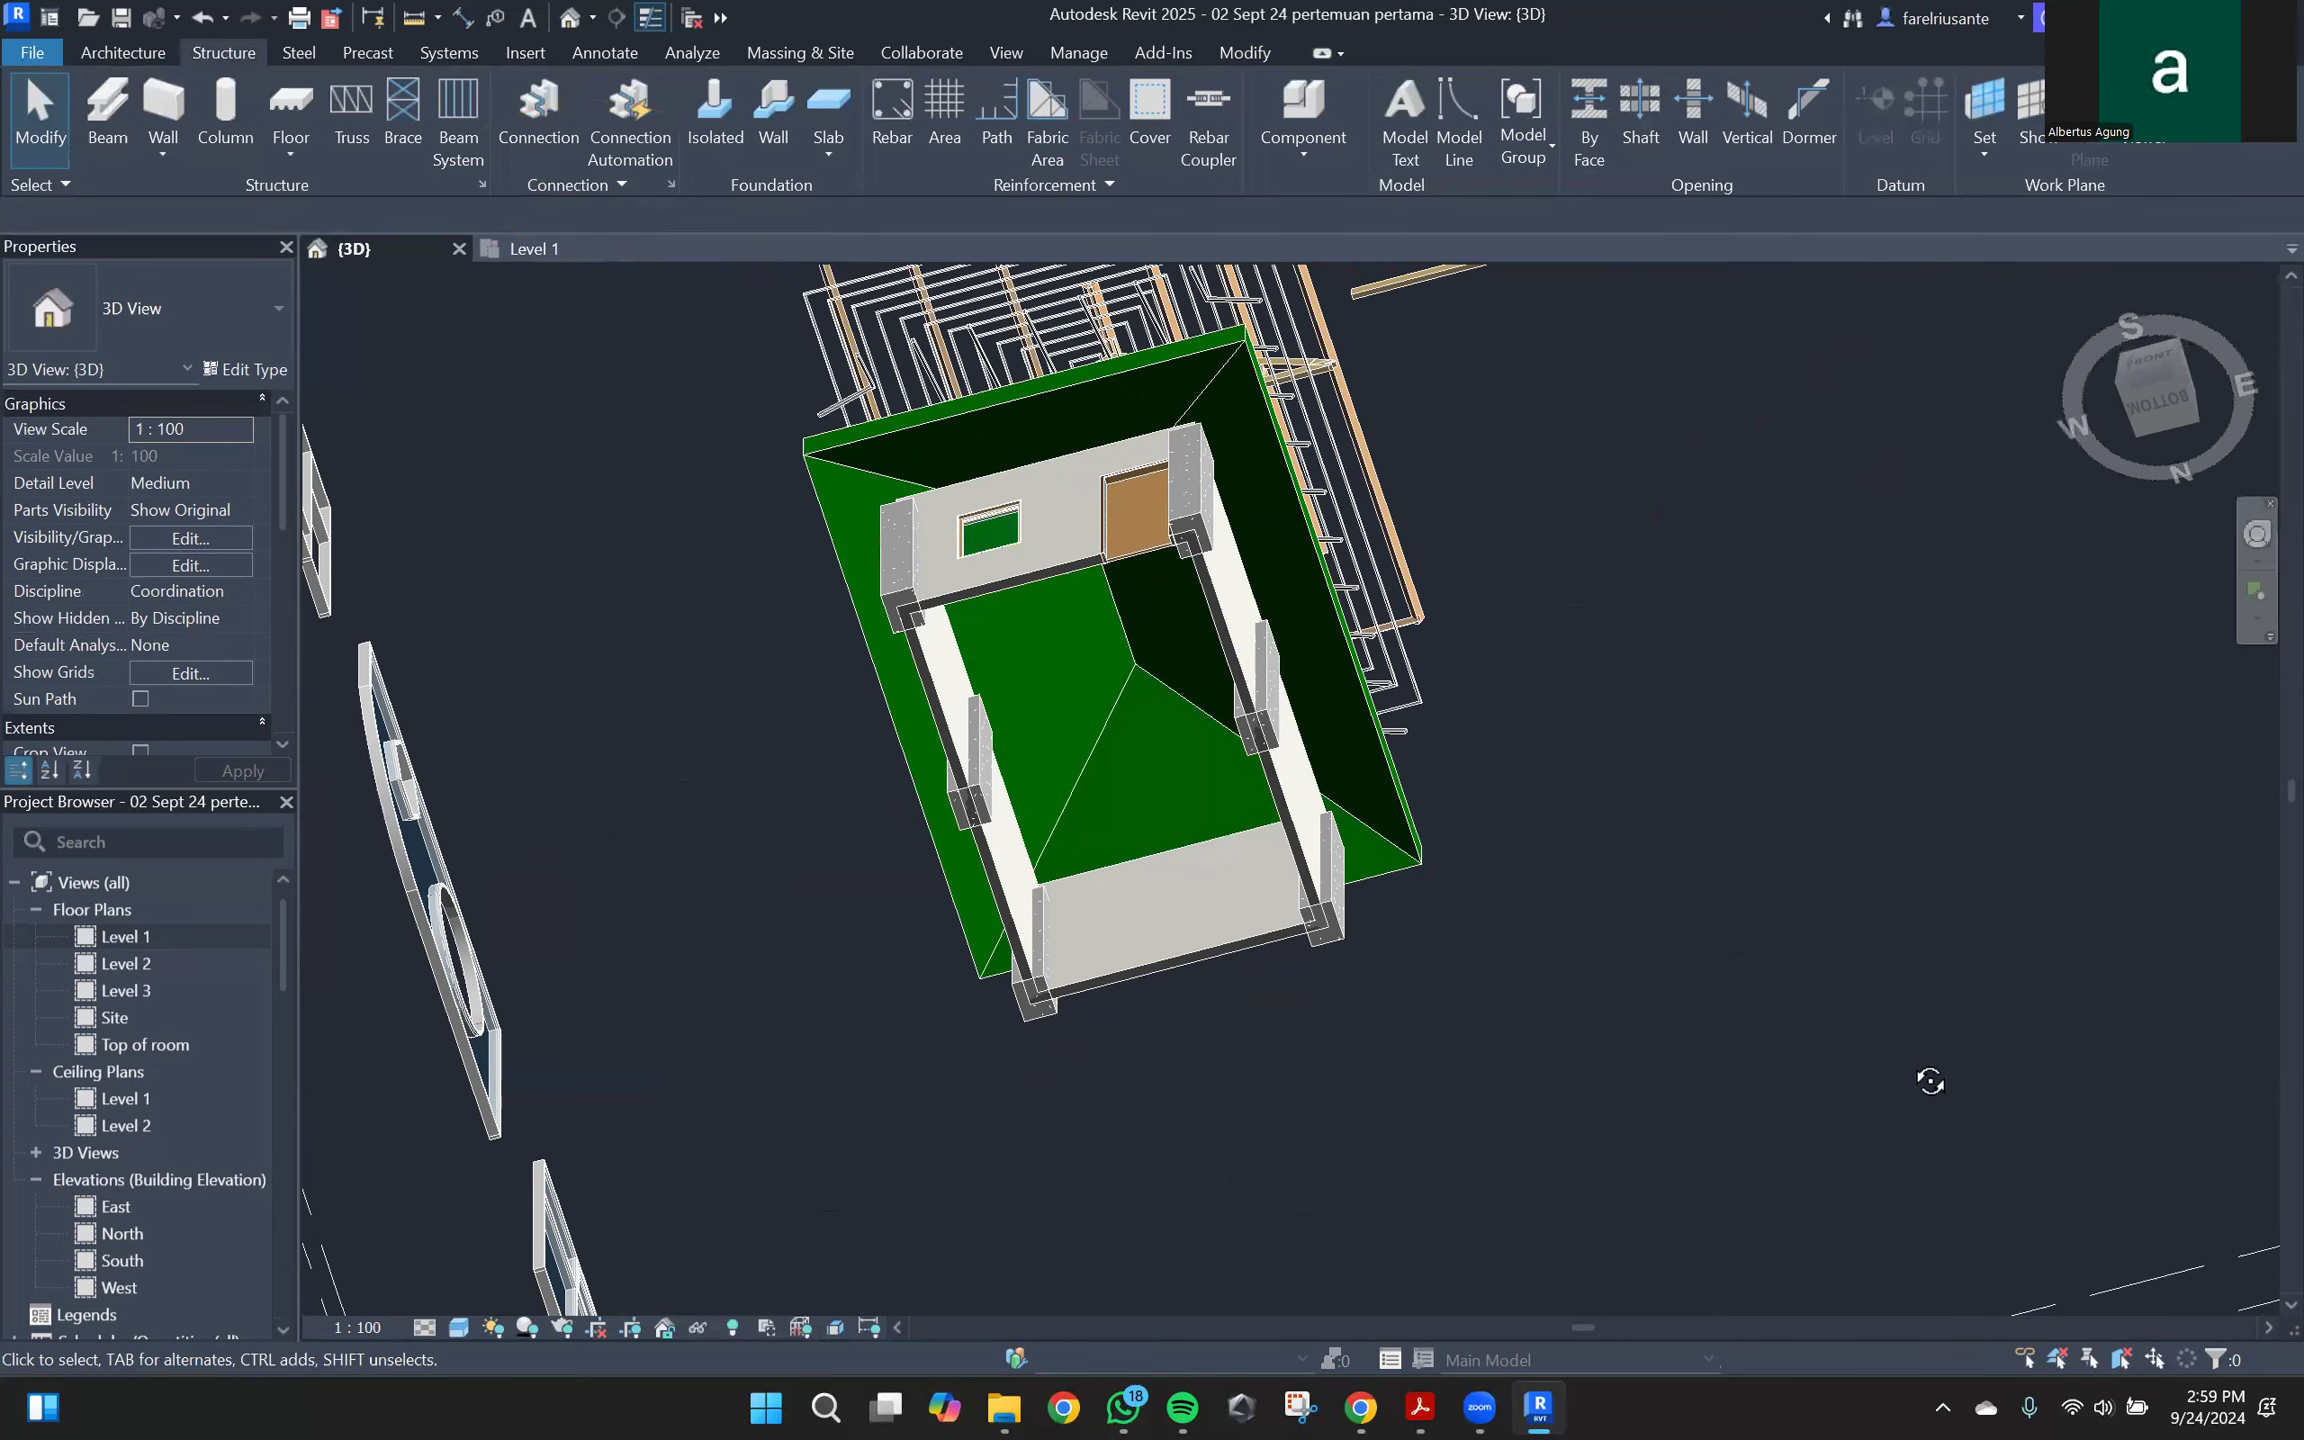 Autodesk Revit 2025 - 02 Sept 24 pertemuan pertama - 3D View: {3D}
farelriusante
a
Albertus Agung
File Architecture Structure Steel Precast Systems Insert Annotate Analyze Massing & Site Collaborate View Manage Add-Ins Modify
Modify Beam Wall Column Floor Truss Brace Beam System Connection Connection Automation Isolated Wall Slab Rebar Area Path Fabric Area Fabric Sheet Cover Rebar Coupler Component Model Text Model Line Model Group By Face Shaft Wall Vertical Dormer Level Grid Set Plane
Select Structure Connection Foundation Reinforcement Model Opening Datum Work Plane
Properties
{3D} Level 1
3D View
3D View: {3D} Edit Type
Graphics
View Scale 1 : 100
Scale Value 1: 100
Detail Level Medium
Parts Visibility Show Original
Visibility/Grap... Edit...
Graphic Displa... Edit...
Discipline Coordination
Show Hidden ... By Discipline
Default Analys... None
Show Grids Edit...
Sun Path
Extents
Crop View
Apply
Project Browser - 02 Sept 24 perte...
Search
Views (all)
Floor Plans
Level 1
Level 2
Level 3
Site
Top of room
Ceiling Plans
Level 1
Level 2
3D Views
Elevations (Building Elevation)
East
North
South
West
Legends
S
FRONT
E
BOTTOM
W
N
1 : 100
Click to select, TAB for alternates, CTRL adds, SHIFT unselects.
:0
Main Model
:0
18
zoom
R
RVT
2:59 PM
9/24/2024